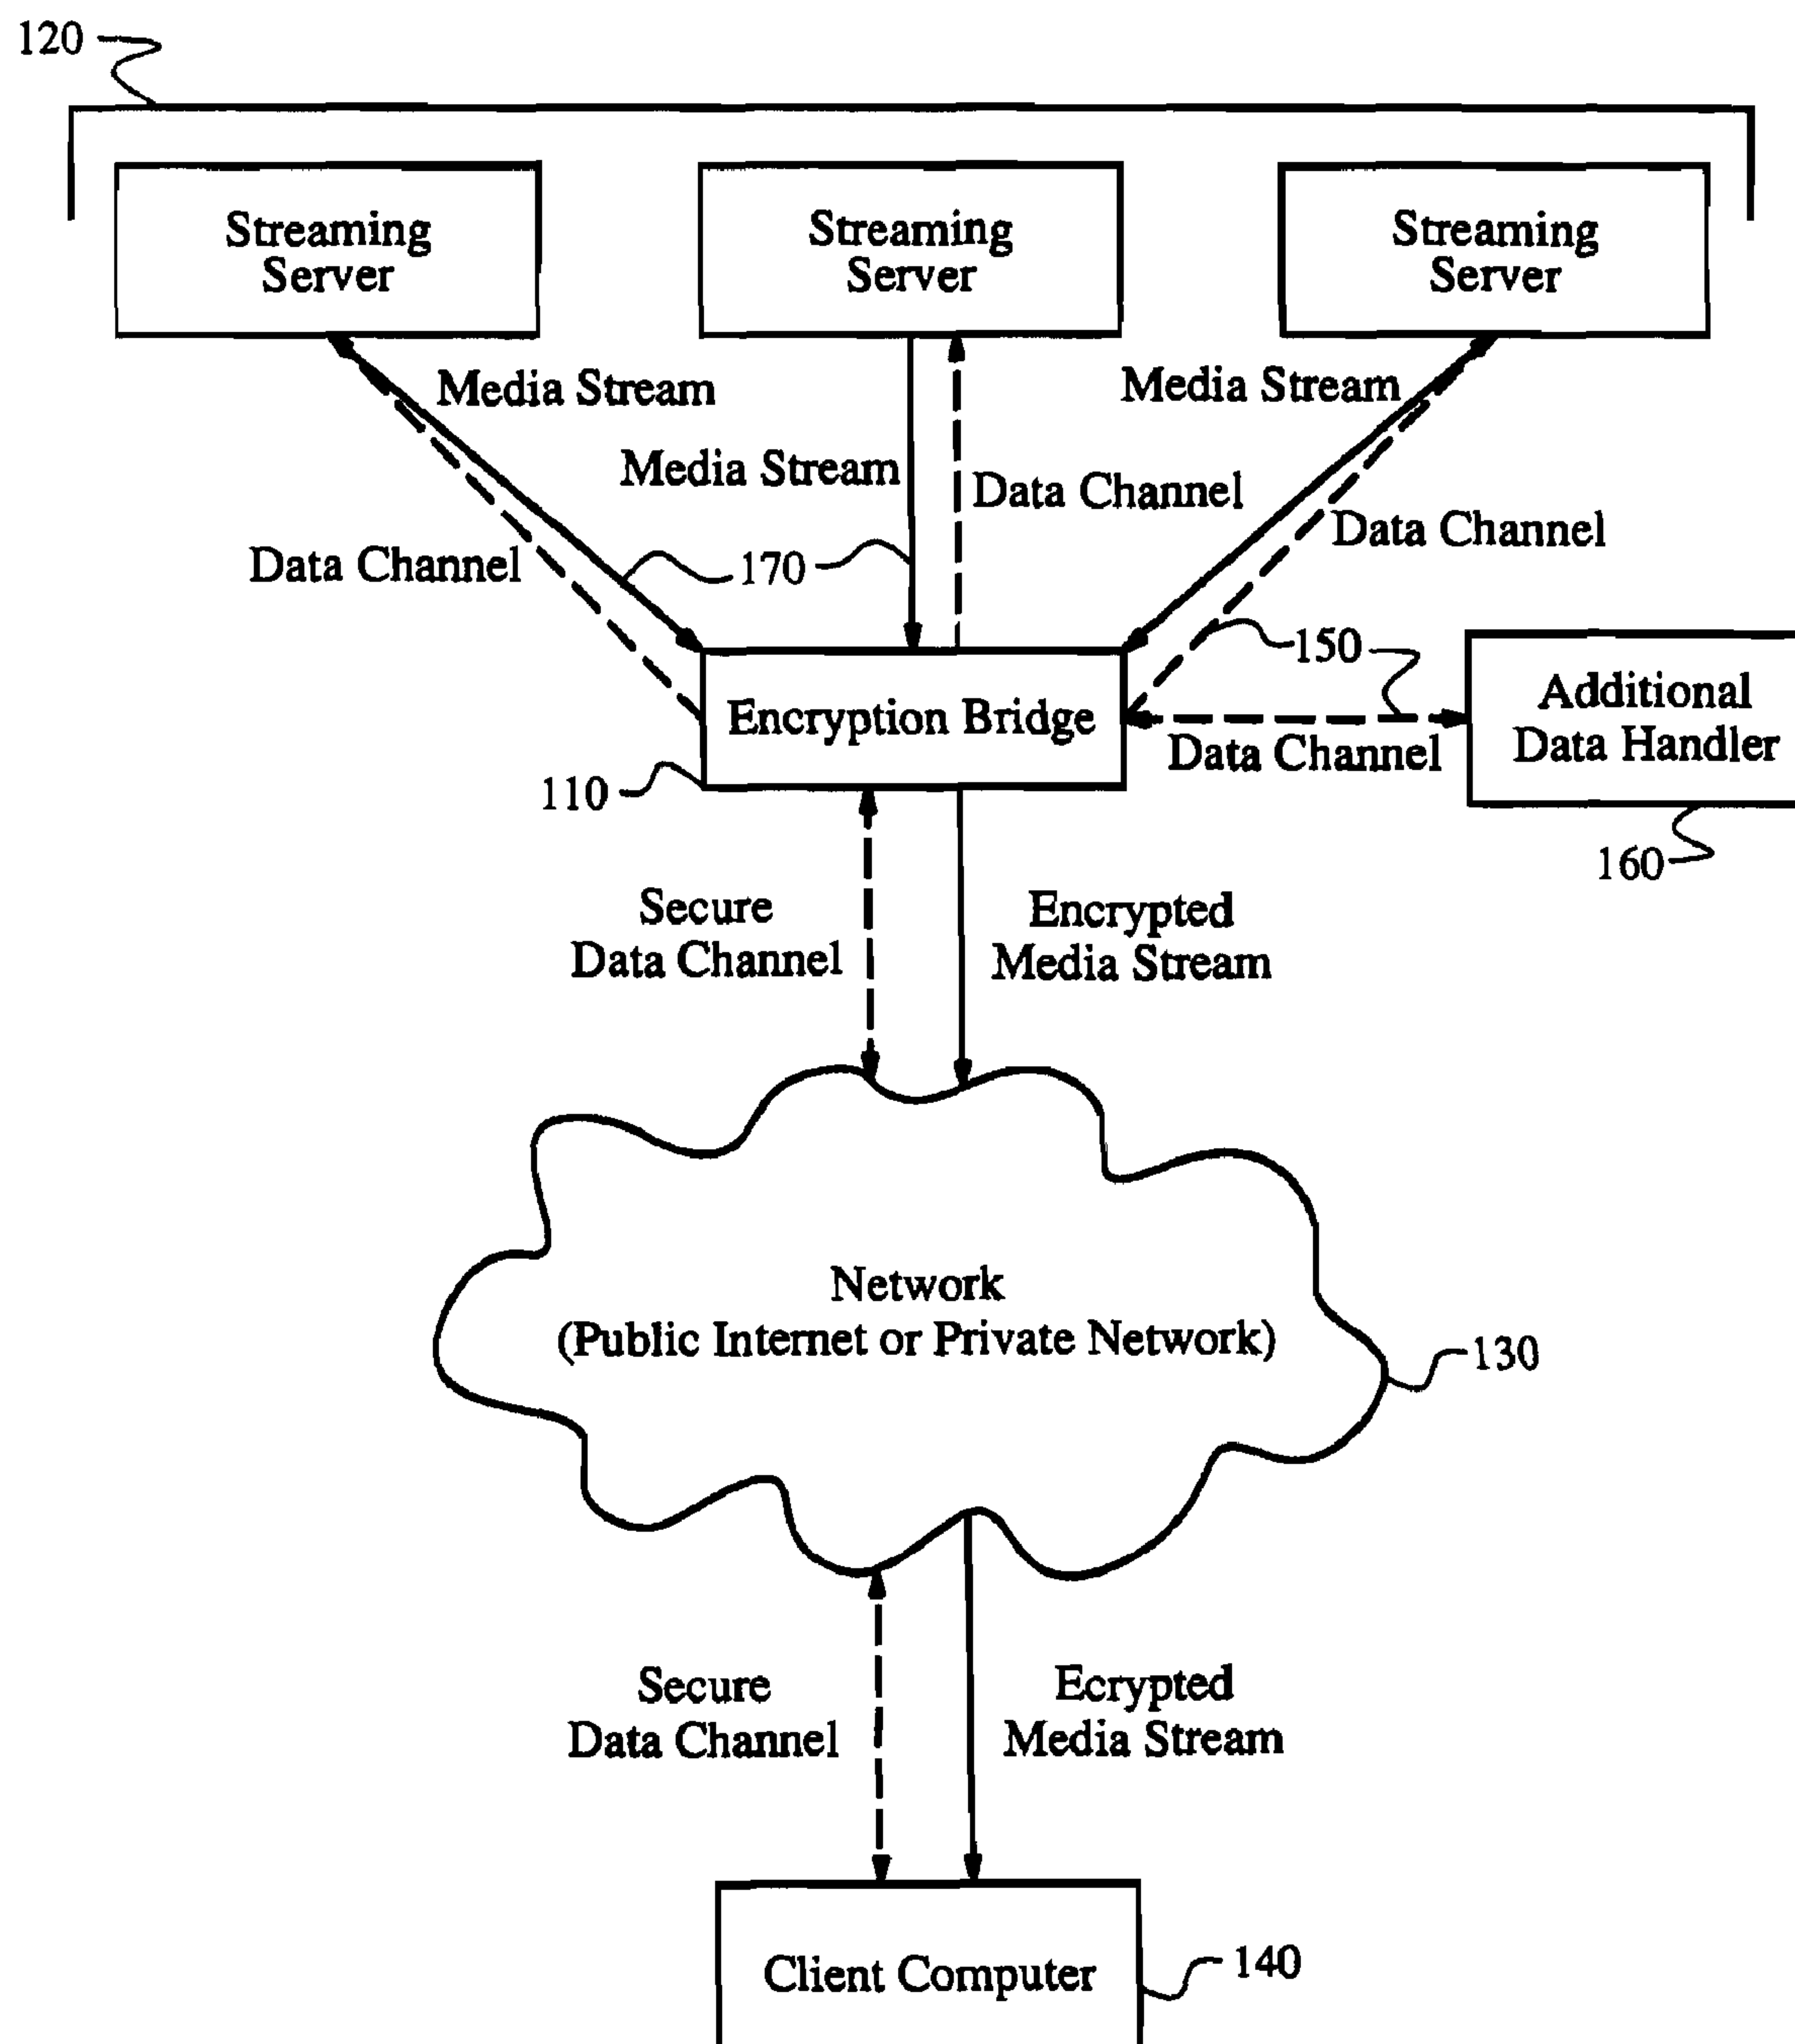 120
Streaming
Server
Streaming
Server
Streaming
Server
Media Stream
Media Stream
Media Stream
Data Channel
Data Channel
Data Channel
170
150
Encryption Bridge
Additional
Data Handler
Data Channel
110
160
Secure
Data Channel
Encrypted
Media Stream
Network
(Public Internet or Private Network)
130
Secure
Data Channel
Ecrypted
Media Stream
Client Computer
140